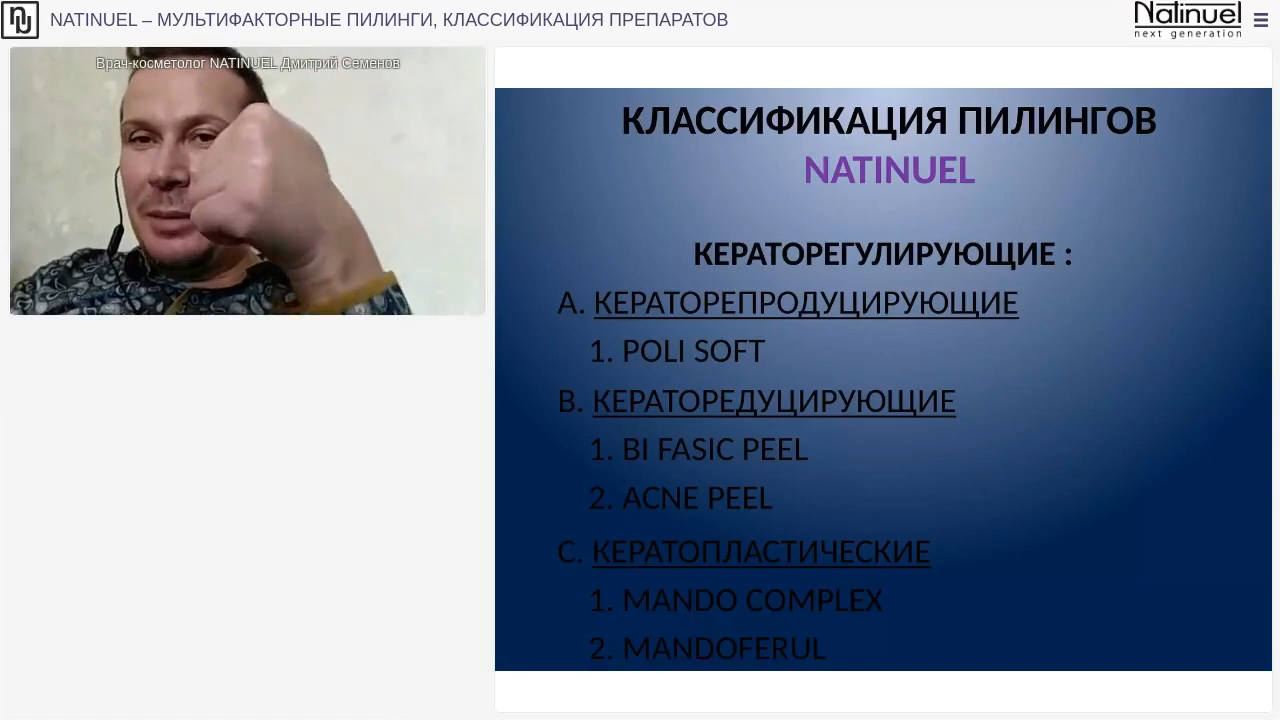 NATINUEL – МУЛЬТИФАКТОРНЫЕ ПИЛИНГИ, КЛАССИФИКАЦИЯ ПРЕПАРАТОВ
Natinuel
next generation
Врач-косметолог NATINUEL Дмитрий Семенов
КЛАССИФИКАЦИЯ ПИЛИНГОВ
NATINUEL
КЕРАТОРЕГУЛИРУЮЩИЕ :
A. КЕРАТОРЕПРОДУЦИРУЮЩИЕ
1. POLI SOFT
B. КЕРАТОРЕДУЦИРУЮЩИЕ
1. BI FASIC PEEL
2. ACNE PEEL
C. КЕРАТОПЛАСТИЧЕСКИЕ
1. MANDO COMPLEX
2. MANDOFERUL